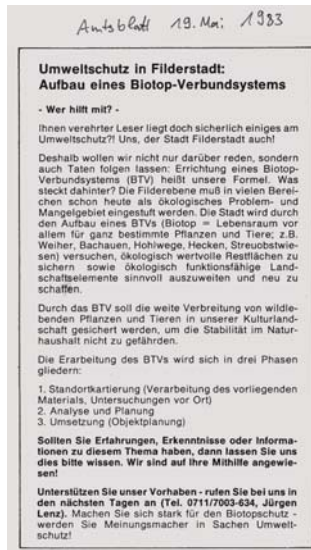 Amtsblatt 19. Mai 1983
Umweltschutz in Filderstadt:
Aufbau eines Biotop-Verbundsystems
- Wer hilft mit? -
Ihnen verehrter Leser liegt doch sicherlich einiges am
Umweltschutz?! Uns, der Stadt Filderstadt auch!
Deshalb wollen wir nicht nur darüber reden, sondern
auch Taten folgen lassen: Errichtung eines Biotop-
Verbundsystems (BTV) heißt unsere Formel. Was
steckt dahinter? Die Filderebene muß in vielen Berei-
chen schon heute als ökologisches Problem- und
Mangelgebiet eingestuft werden. Die Stadt wird durch
den Aufbau eines BTVs (Biotop = Lebensraum vor
allem für ganz bestimmte Pflanzen und Tiere; z.B.
Weiher, Bachauen, Hohlwege, Hecken, Streuobstwie-
sen) versuchen, ökologisch wertvolle Restflächen zu
sichern sowie ökologisch funktionsfähige Land-
schaftselemente sinnvoll auszuweiten und neu zu
schaffen.
Durch das BTV soll die weite Verbreitung von wildle-
benden Pflanzen und Tieren in unserer Kulturland-
schaft gesichert werden, um die Stabilität im Natur-
haushalt nicht zu gefährden.
Die Erarbeitung des BTVs wird sich in drei Phasen
gliedern:
1. Standortkartierung (Verarbeitung des vorliegenden
Materials, Untersuchungen vor Ort)
2. Analyse und Planung
3. Umsetzung (Objektplanung)
Sollten Sie Erfahrungen, Erkenntnisse oder Informa-
tionen zu diesem Thema haben, dann lassen Sie uns
dies bitte wissen. Wir sind auf Ihre Mithilfe angewie-
sen!
Unterstützen Sie unser Vorhaben - rufen Sie bei uns in
den nächsten Tagen an (Tel. 0711/7003-634, Jürgen
Lenz). Machen Sie sich stark für den Biotopschutz -
werden Sie Meinungsmacher in Sachen Umwelt-
schutz!